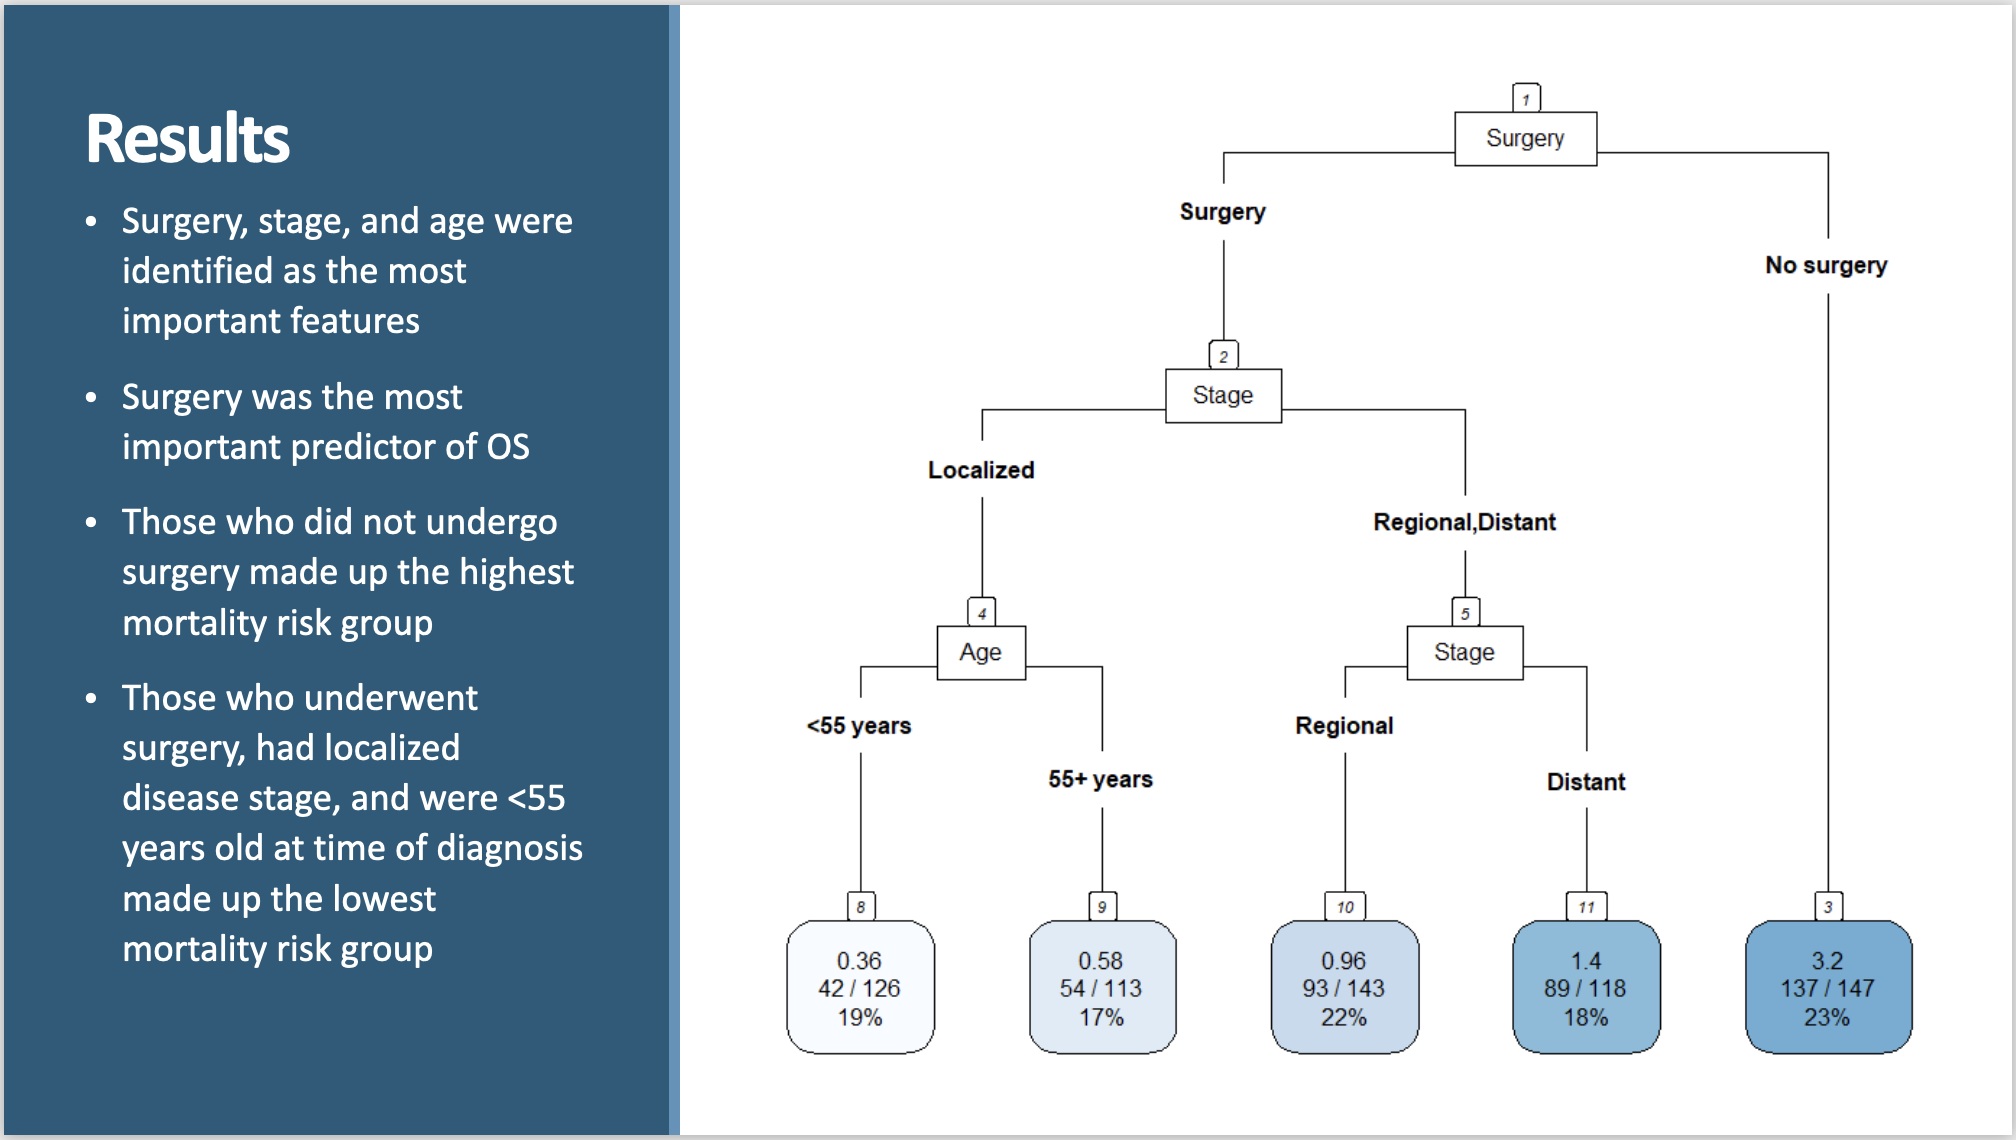 Results
• Surgery, stage, and age were
identified as the most
important features
• Surgery was the most
important predictor of OS
• Those who did not undergo
surgery made up the highest
mortality risk group
• Those who underwent
surgery, had localized
disease stage, and were <55
years old at time of diagnosis
made up the lowest
mortality risk group
1
Surgery
Surgery
No surgery
2
Stage
Localized
Regional,Distant
4
Age
5
Stage
<55 years
55+ years
Regional
Distant
8
0.36
42 / 126
19%
9
0.58
54 / 113
17%
10
0.96
93 / 143
22%
11
1.4
89 / 118
18%
3
3.2
137 / 147
23%